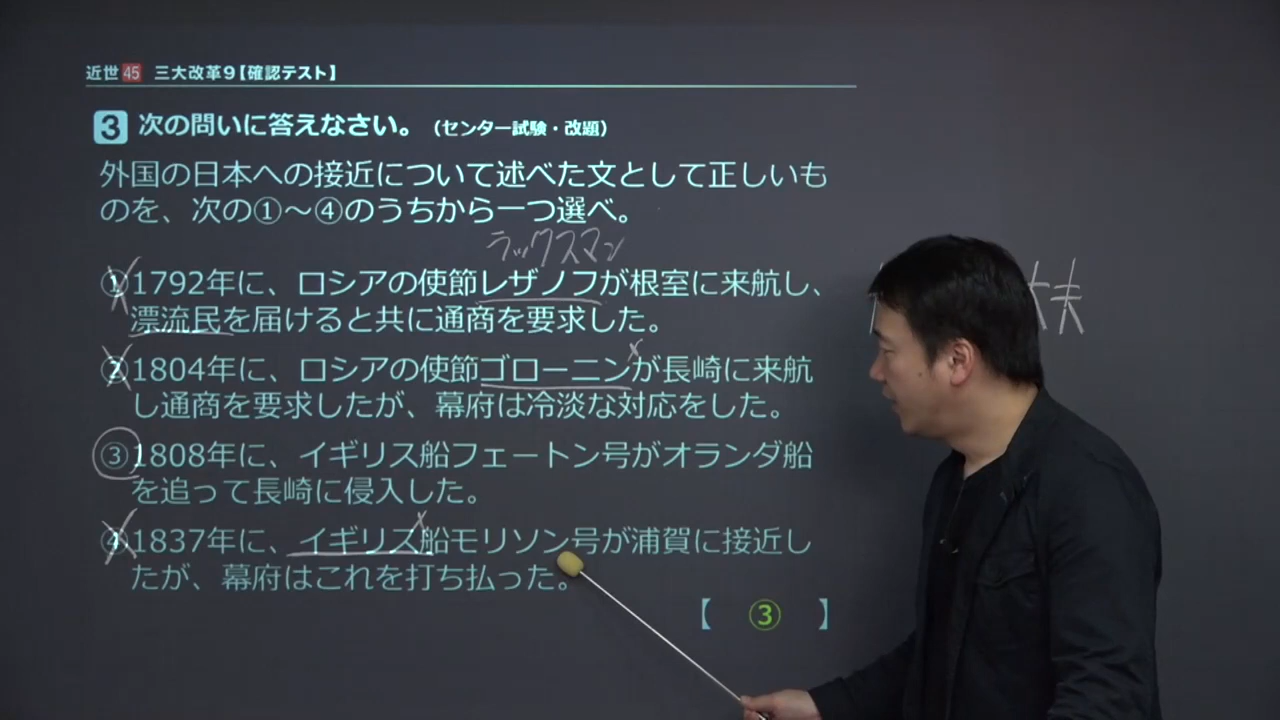 近世 45 三大改革9【確認テスト】
3 次の問いに答えなさい。（センター試験・改題）
外国の日本への接近について述べた文として正しいも
のを、次の①～④のうちから一つ選べ。
ラックスマン
①1792年に、ロシアの使節レザノフが根室に来航し、
漂流民を届けると共に通商を要求した。
②1804年に、ロシアの使節ゴローニンが長崎に来航
し通商を要求したが、幕府は冷淡な対応をした。
③1808年に、イギリス船フェートン号がオランダ船
を追って長崎に侵入した。
④1837年に、イギリス船モリソン号が浦賀に接近し
たが、幕府はこれを打ち払った。
【 ③ 】